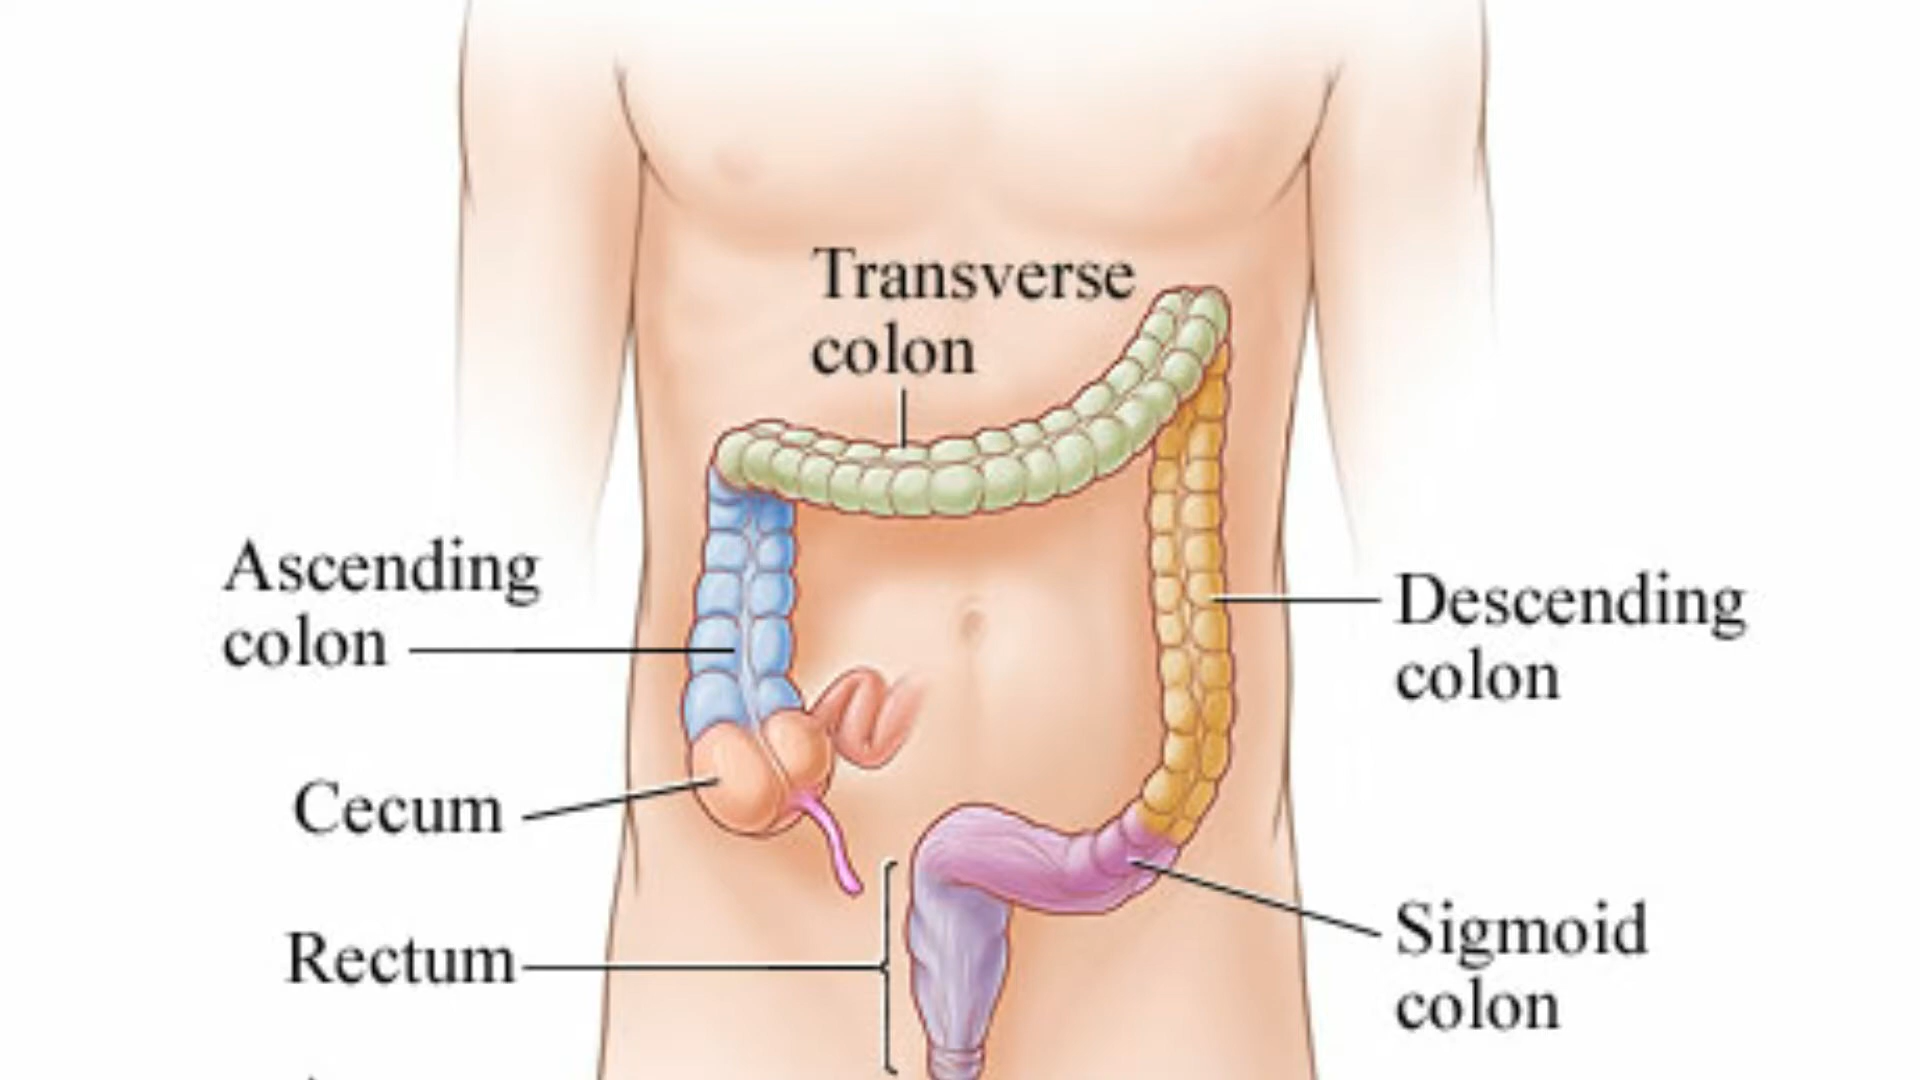 Transverse
colon
Ascending
colon
Descending
colon
Cecum
Rectum
Sigmoid
colon